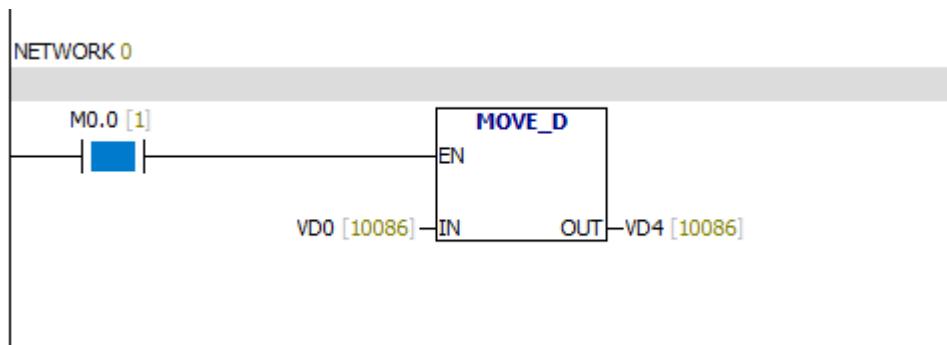 NETWORK 0
M0.0 [1]
MOVE_D
EN
VD0 [10086] IN OUT VD4 [10086]